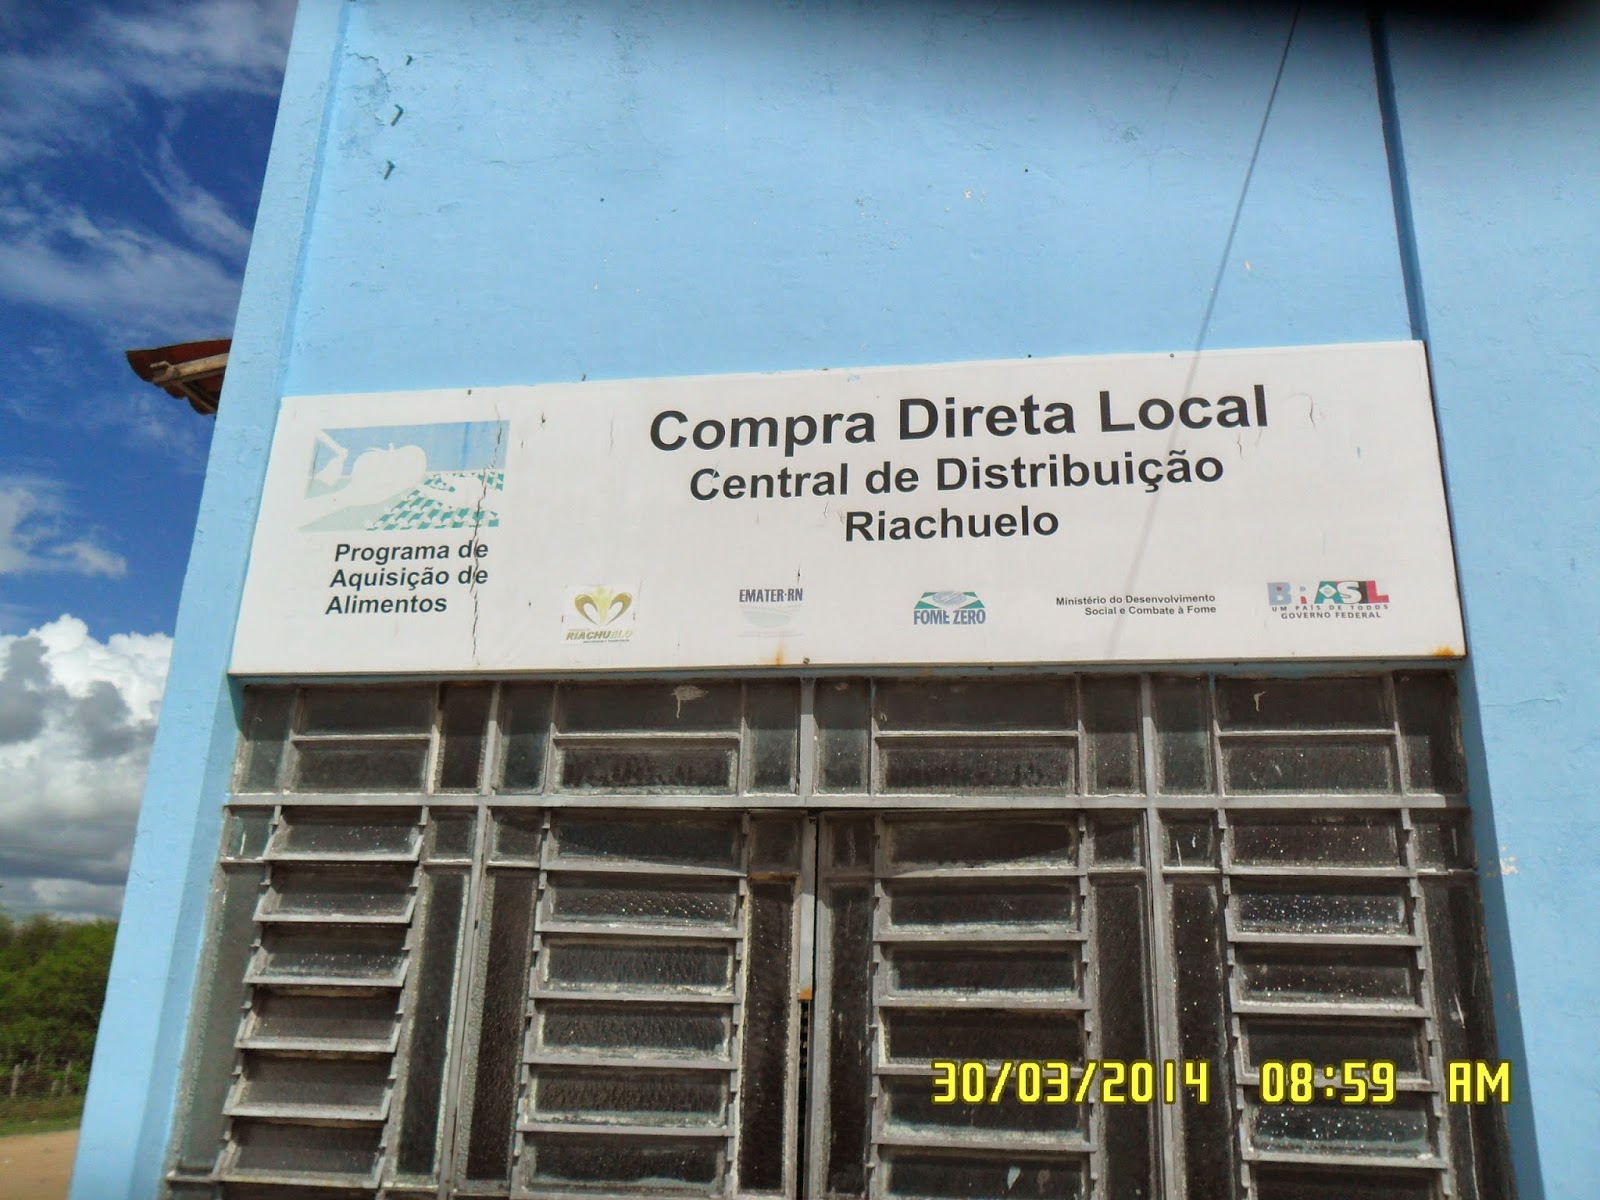 Compra Direta Local
Central de Distribuição
Riachuelo
Programa de
Aquisição de
Alimentos
RIACHUELO
EMATER-RN
FOME ZERO
Ministério do Desenvolvimento
Social e Combate à Fome
BRASIL
UM PAÍS DE TODOS
GOVERNO FEDERAL
30/03/2014 08:59 AM